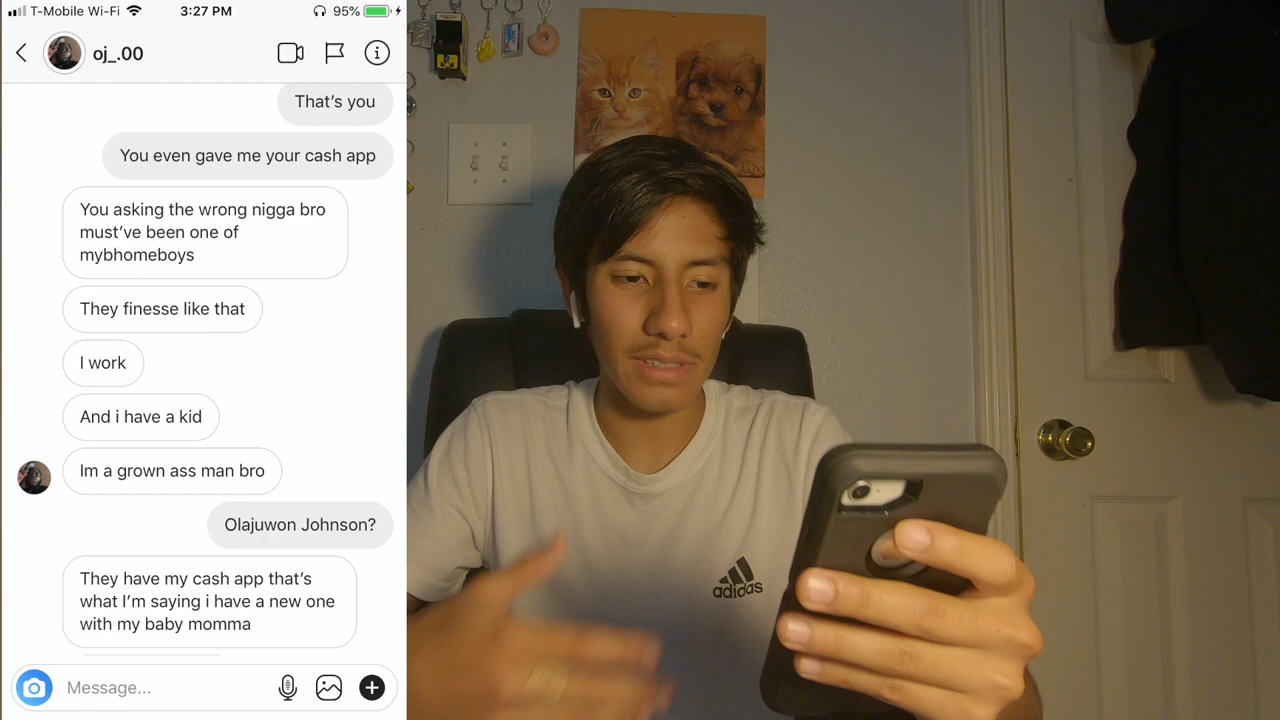 T-Mobile Wi-Fi
3:27 PM
95%
oj_.00
That's you
You even gave me your cash app
You asking the wrong nigga bro
must've been one of
mybhomeboys
They finesse like that
I work
And i have a kid
Im a grown ass man bro
Olajuwon Johnson?
They have my cash app that's
what I'm saying i have a new one
with my baby momma
Message...
adidas